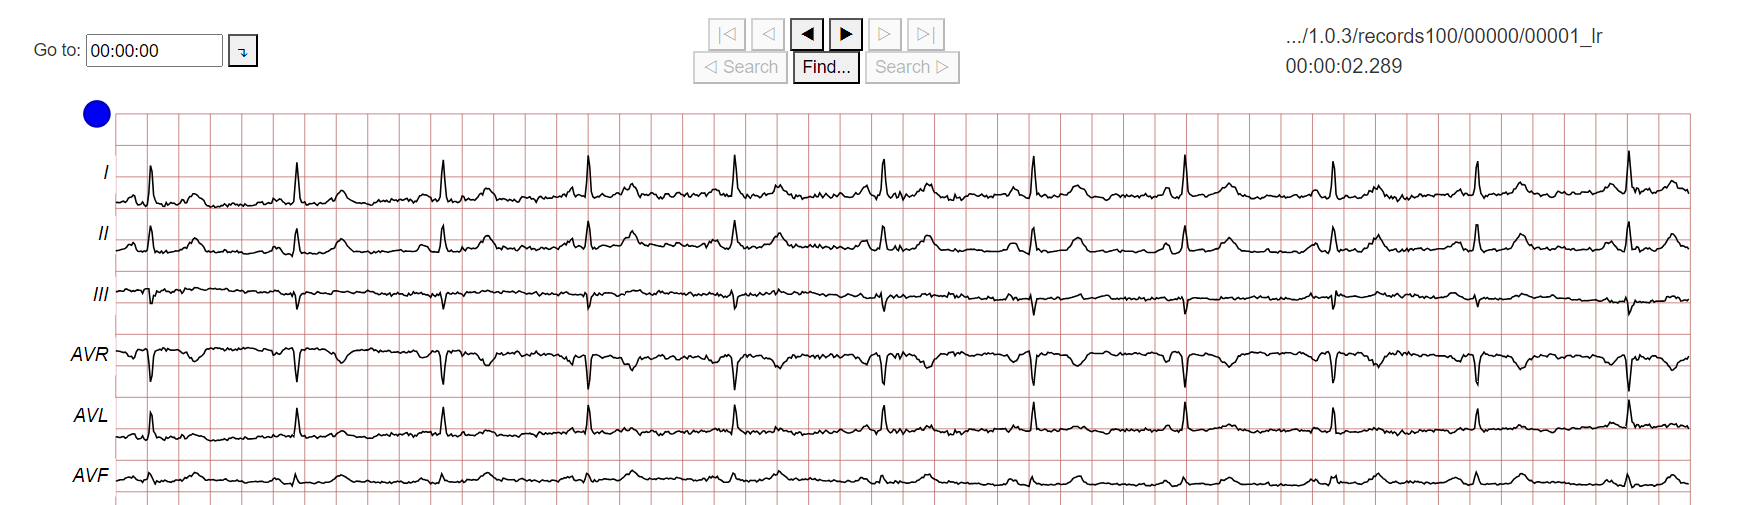 Go to: 00:00:00
◁ Search Find... Search ▷
.../1.0.3/records100/00000/00001_lr
00:00:02.289
I
II
III
AVR
AVL
AVF